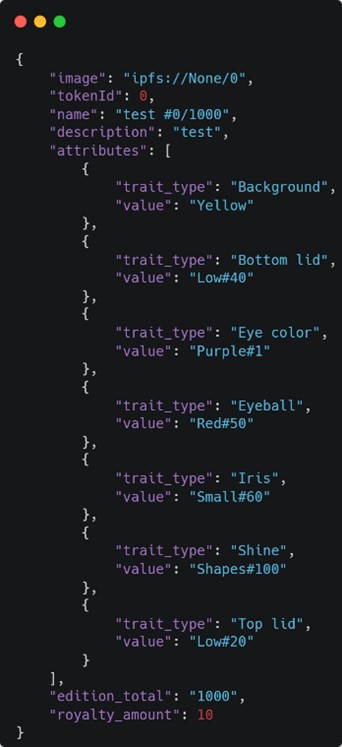 {
    "image": "ipfs://None/0",
    "tokenId": 0,
    "name": "test #0/1000",
    "description": "test",
    "attributes": [
        {
            "trait_type": "Background",
            "value": "Yellow"
        },
        {
            "trait_type": "Bottom lid",
            "value": "Low#40"
        },
        {
            "trait_type": "Eye color",
            "value": "Purple#1"
        },
        {
            "trait_type": "Eyeball",
            "value": "Red#50"
        },
        {
            "trait_type": "Iris",
            "value": "Small#60"
        },
        {
            "trait_type": "Shine",
            "value": "Shapes#100"
        },
        {
            "trait_type": "Top lid",
            "value": "Low#20"
        }
    ],
    "edition_total": "1000",
    "royalty_amount": 10
}